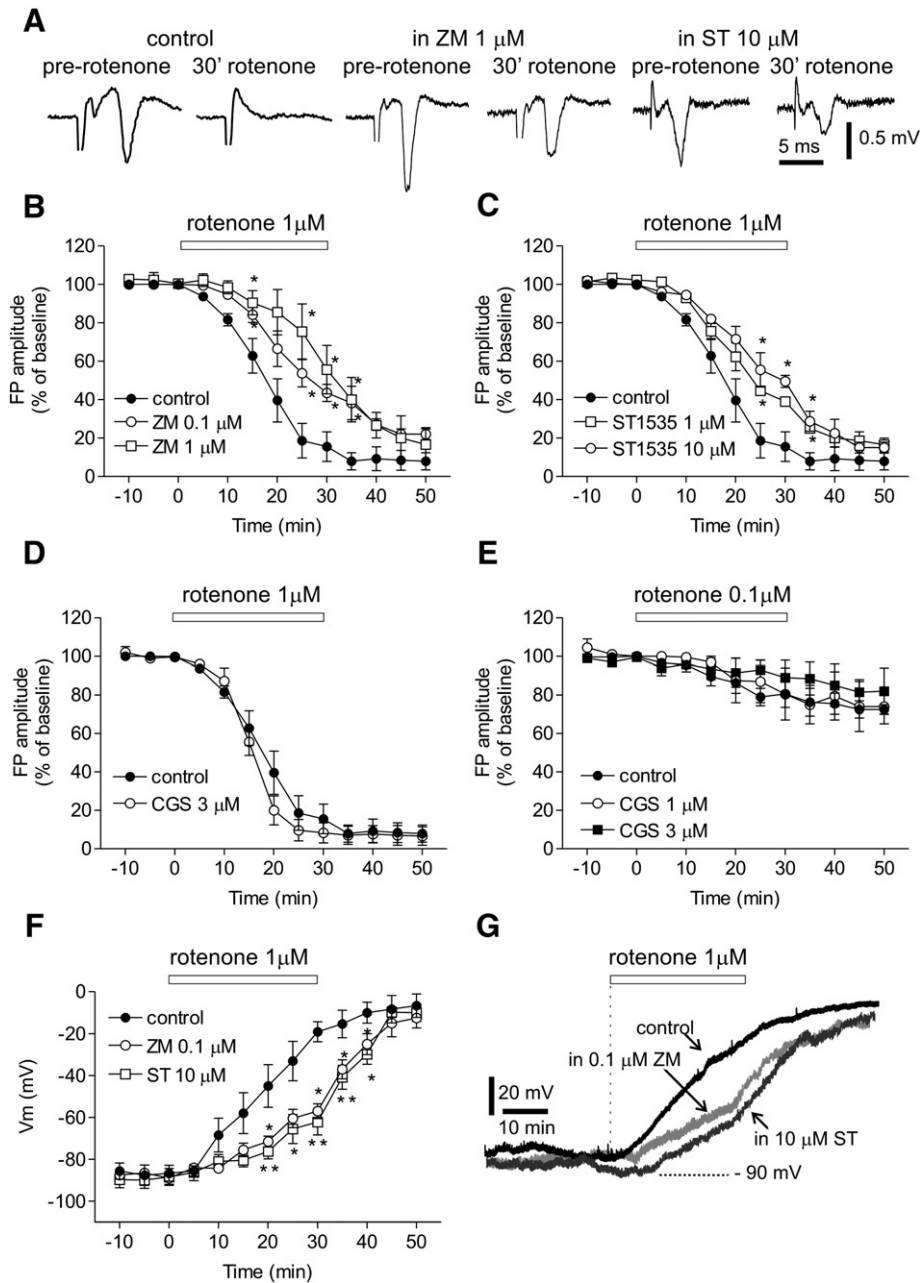 A
control in ZM 1 μM in ST 10 μM
pre-rotenone 30' rotenone pre-rotenone 30' rotenone pre-rotenone 30' rotenone
5 ms
0.5 mV
B
rotenone 1μM
FP amplitude
(% of baseline)
120
100
80
60
40
20
0
* * * * * * *
control
ZM 0.1 μM
ZM 1 μM
-10 0 10 20 30 40 50
Time (min)
C
rotenone 1μM
FP amplitude
(% of baseline)
120
100
80
60
40
20
0
* * * * *
control
ST1535 1 μM
ST1535 10 μM
-10 0 10 20 30 40 50
Time (min)
D
rotenone 1μM
FP amplitude
(% of baseline)
120
100
80
60
40
20
0
control
CGS 3 μM
-10 0 10 20 30 40 50
Time (min)
E
rotenone 0.1μM
FP amplitude
(% of baseline)
120
100
80
60
40
20
0
control
CGS 1 μM
CGS 3 μM
-10 0 10 20 30 40 50
Time (min)
F
rotenone 1μM
Vm (mV)
0
-20
-40
-60
-80
-100
control
ZM 0.1 μM
ST 10 μM
* * * *
** * ** ** *
-10 0 10 20 30 40 50
Time (min)
G
rotenone 1μM
control
in 0.1 μM ZM
20 mV
10 min
in 10 μM ST
- 90 mV